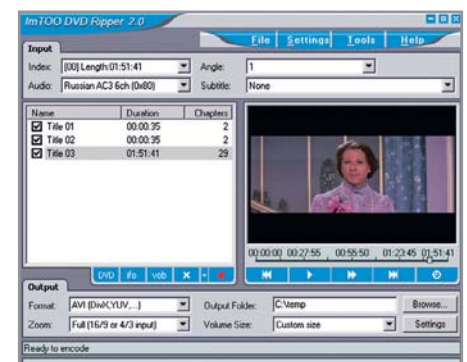 ImTOO DVD Ripper 2.0
File Settings Tools Help
Input
Index: [00] Length:01:51:41 Angle: 1
Audio: Russian AC3 6ch (0x80) Subtitle: None
Name Duration Chapters
Title 01 00:00:35 2
Title 02 00:00:35 2
Title 03 01:51:41 29
00:00:00 00:27:55 00:55:50 01:23:45 01:51:41
DVD ifo vob
Output
Format: AVI (DivX,YUV,...) Output Folder: C:\temp Browse...
Zoom: Full (16/9 or 4/3 input) Volume Size: Custom size Settings
Ready to encode